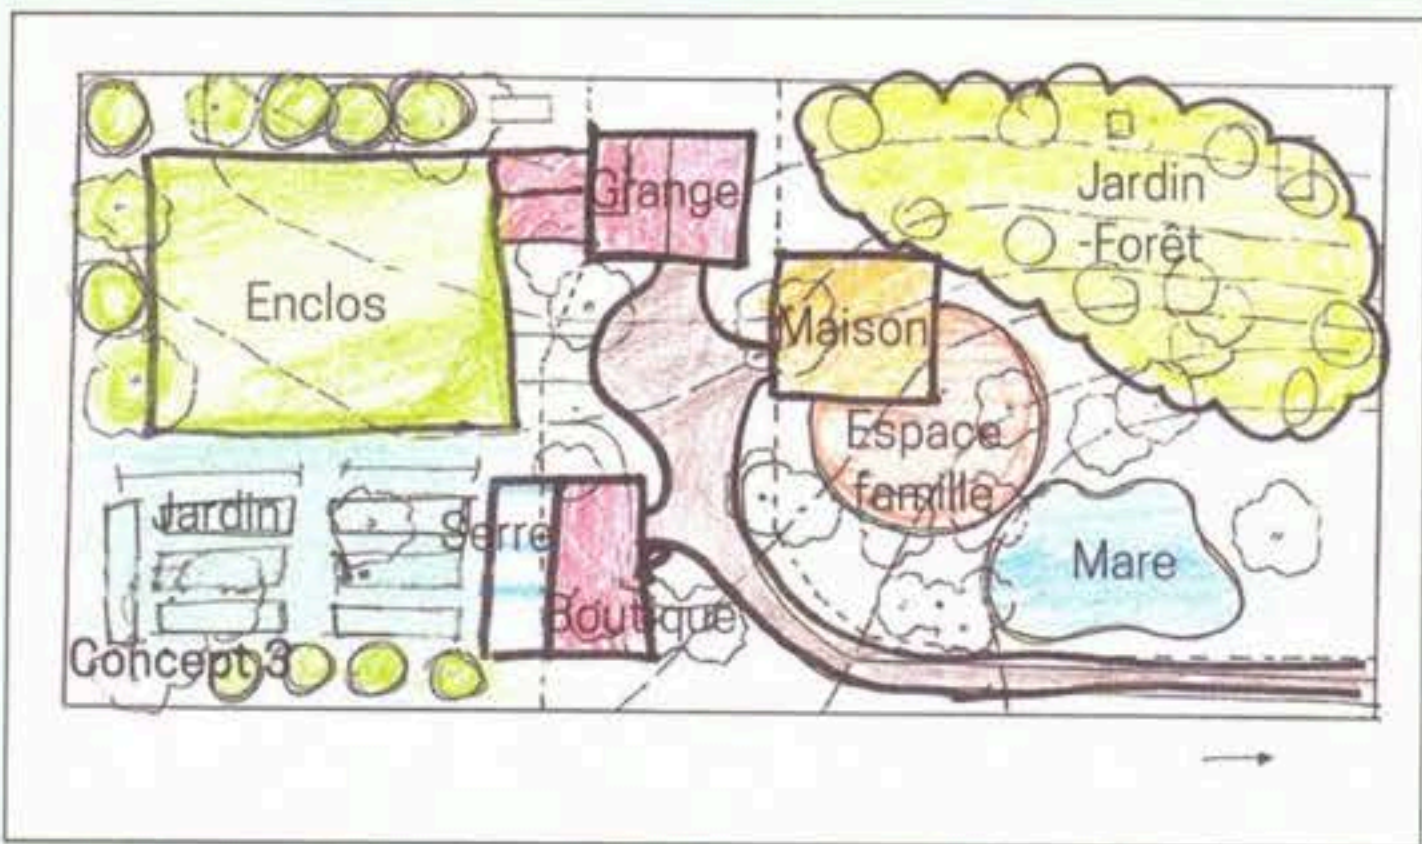 Grange
Jardin
-Forêt
Enclos
Maison
Espace
famille
Jardin
Serre
Mare
Boutique
Concept 3